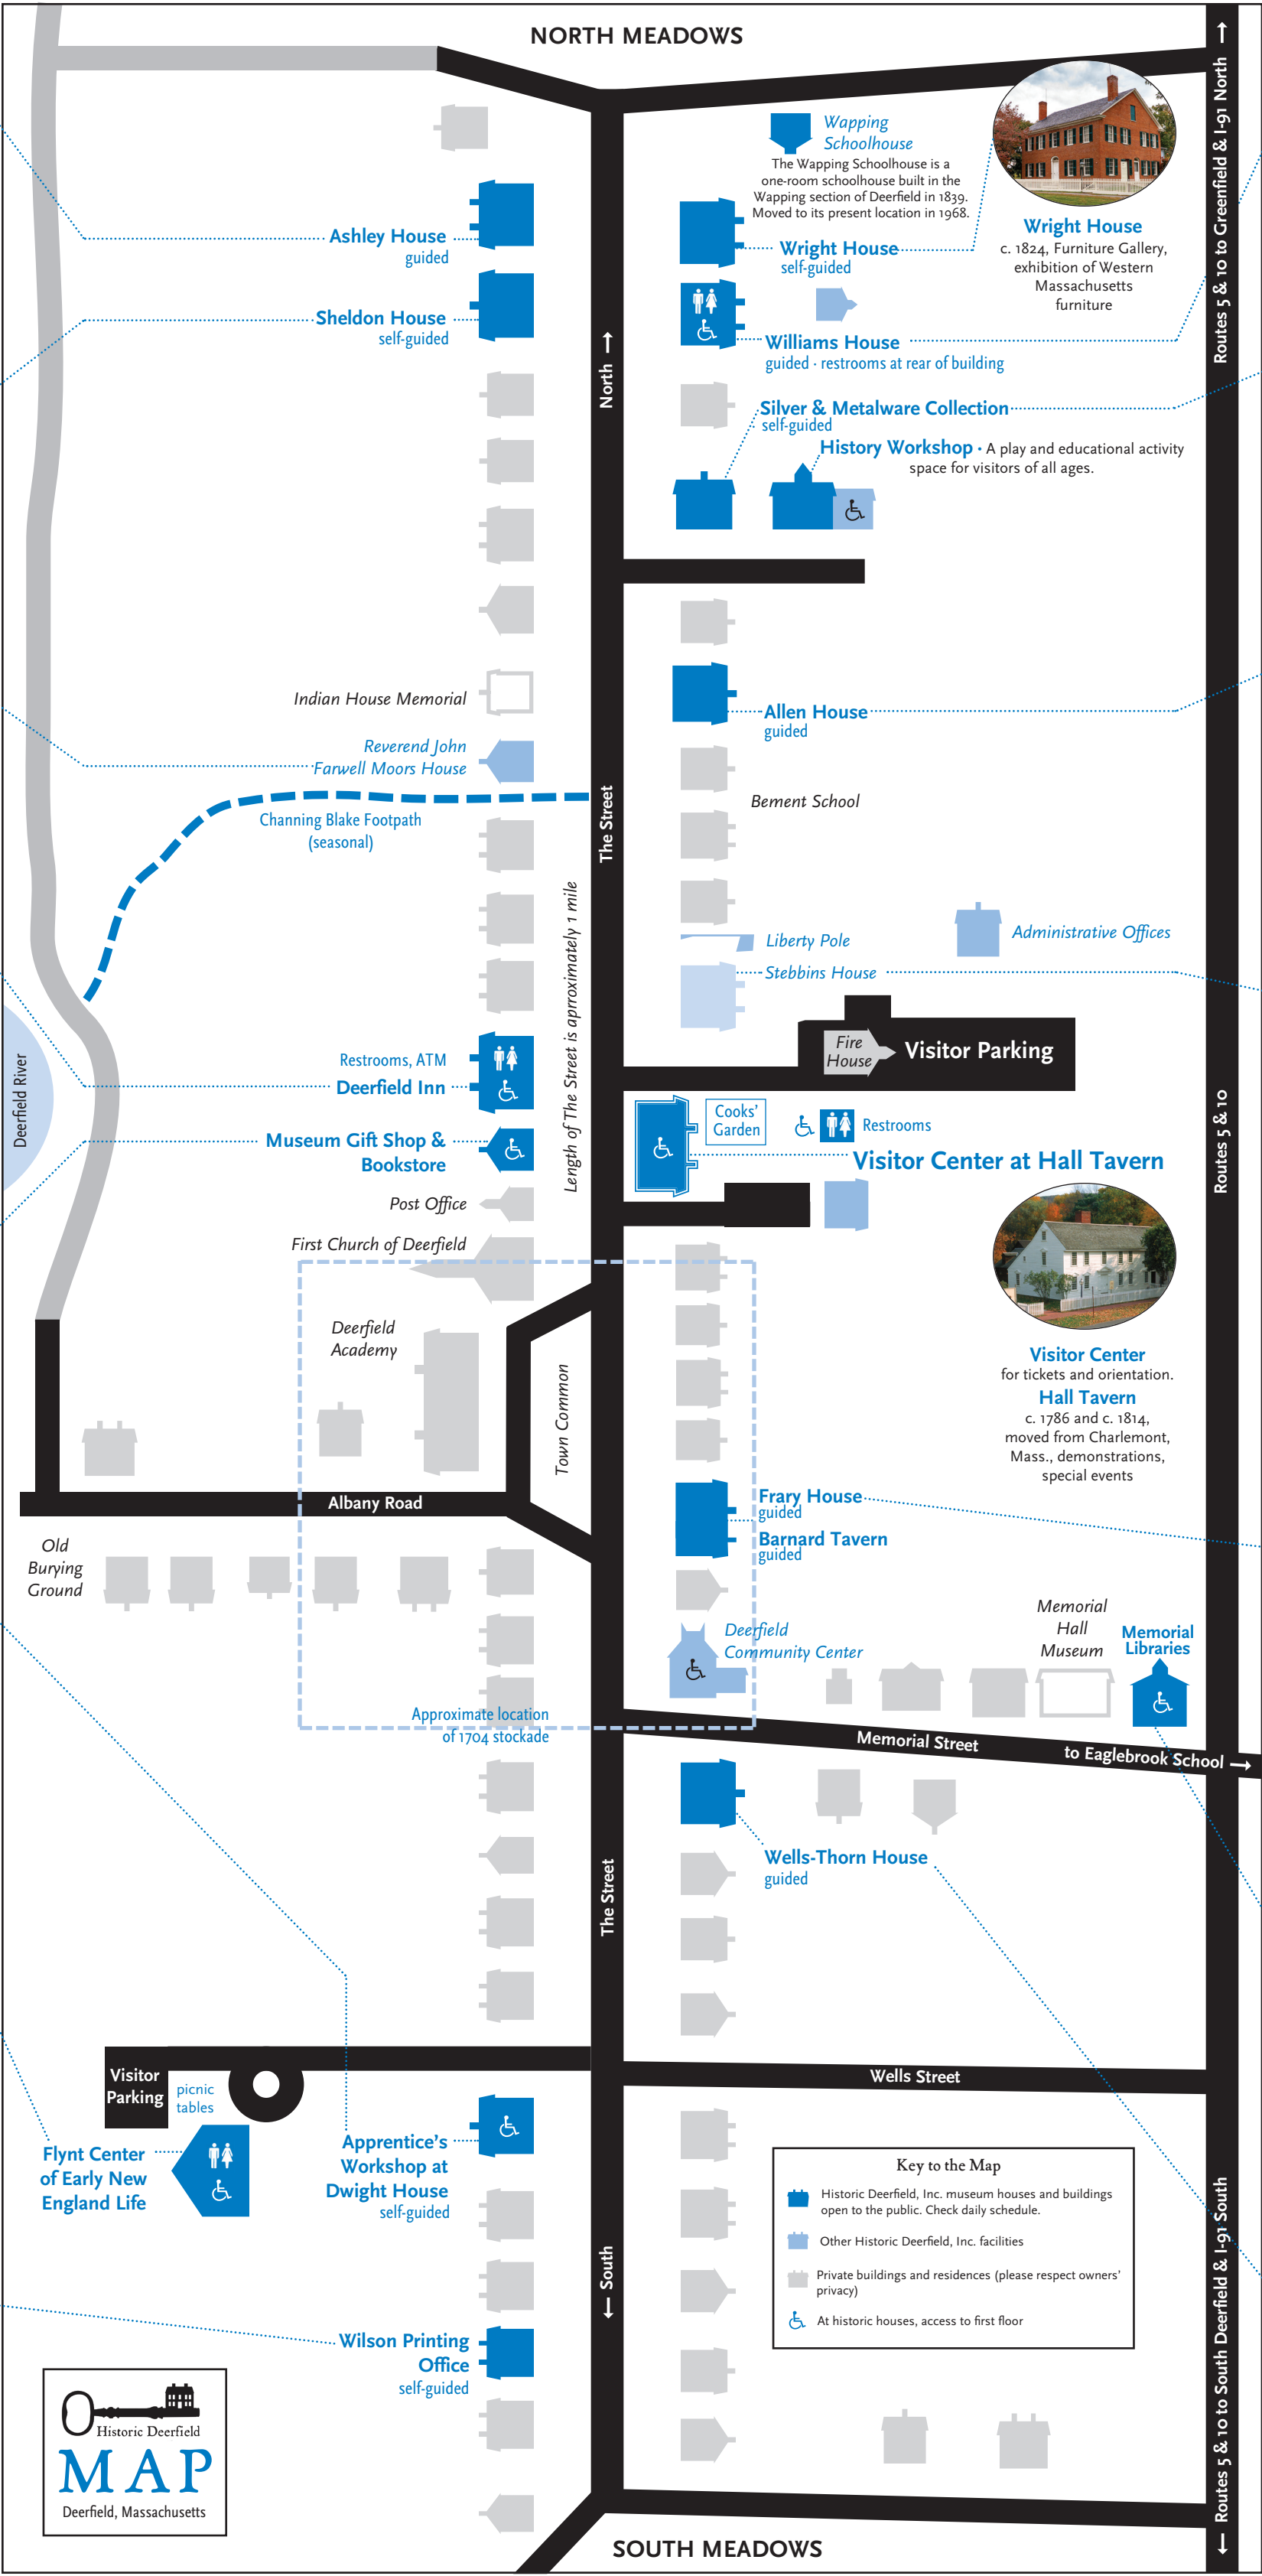 NORTH MEADOWS
Routes 5 & 10 to Greenfield & I-91 North →
Wapping
Schoolhouse
The Wapping Schoolhouse is a
one-room schoolhouse built in the
Wapping section of Deerfield in 1839.
Moved to its present location in 1968.
Wright House
c. 1824, Furniture Gallery,
exhibition of Western
Massachusetts
furniture
Ashley House
guided
Wright House
self-guided
Sheldon House
self-guided
Williams House
guided · restrooms at rear of building
North →
Silver & Metalware Collection
self-guided
History Workshop · A play and educational activity
space for visitors of all ages.
Indian House Memorial
Allen House
guided
Reverend John
Farwell Moors House
Channing Blake Footpath
(seasonal)
The Street
Bement School
Length of The Street is aproximately 1 mile
Liberty Pole
Administrative Offices
Stebbins House
Fire
House
Visitor Parking
Deerfield River
Restrooms, ATM
Deerfield Inn
Cooks'
Garden
Restrooms
Routes 5 & 10
Museum Gift Shop &
Bookstore
Visitor Center at Hall Tavern
Post Office
First Church of Deerfield
Deerfield
Academy
Town Common
Visitor Center
for tickets and orientation.
Hall Tavern
c. 1786 and c. 1814,
moved from Charlemont,
Mass., demonstrations,
special events
Albany Road
Frary House
guided
Barnard Tavern
guided
Old
Burying
Ground
Deerfield
Community Center
Memorial
Hall
Museum
Memorial
Libraries
Approximate location
of 1704 stockade
Memorial Street
to Eaglebrook School →
Wells-Thorn House
guided
The Street
Visitor
Parking
picnic
tables
Wells Street
Flynt Center
of Early New
England Life
Apprentice's
Workshop at
Dwight House
self-guided
Key to the Map
Historic Deerfield, Inc. museum houses and buildings
open to the public. Check daily schedule.
Other Historic Deerfield, Inc. facilities
Private buildings and residences (please respect owners'
privacy)
At historic houses, access to first floor
← South
Wilson Printing
Office
self-guided
← Routes 5 & 10 to South Deerfield & I-91 South
Historic Deerfield
MAP
Deerfield, Massachusetts
SOUTH MEADOWS